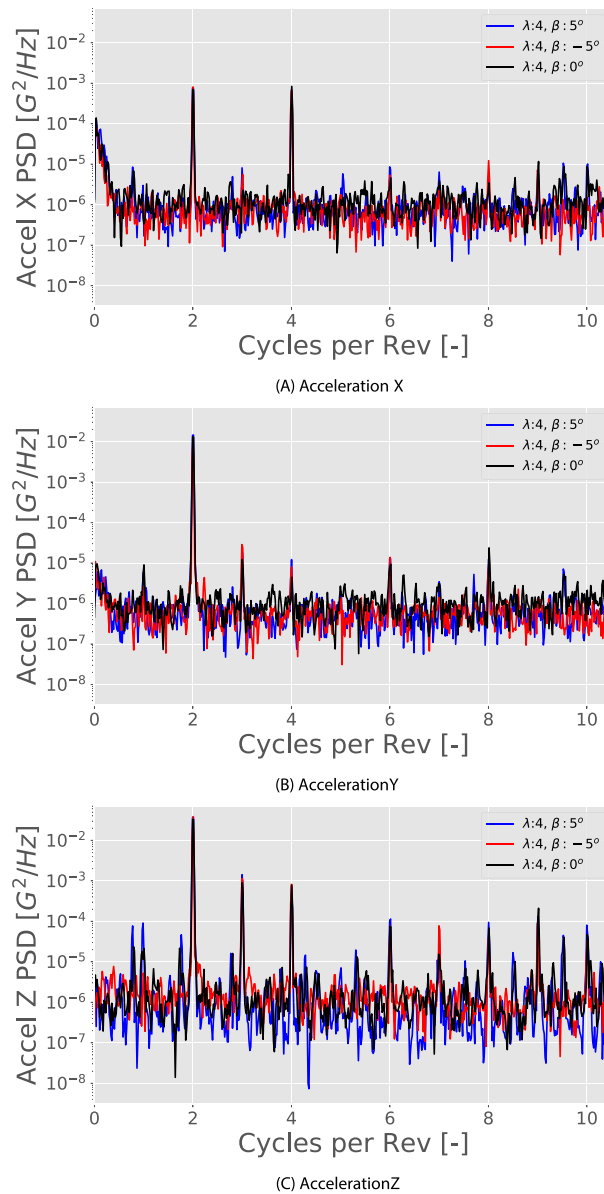 λ:4, β: 5°
λ:4, β: −5°
λ:4, β: 0°
10⁻²
10⁻³
10⁻⁴
10⁻⁵
10⁻⁶
10⁻⁷
10⁻⁸
Accel X PSD [G²/Hz]
0 2 4 6 8 10
Cycles per Rev [-]
(A) Acceleration X
λ:4, β: 5°
λ:4, β: −5°
λ:4, β: 0°
10⁻²
10⁻³
10⁻⁴
10⁻⁵
10⁻⁶
10⁻⁷
10⁻⁸
Accel Y PSD [G²/Hz]
0 2 4 6 8 10
Cycles per Rev [-]
(B) AccelerationY
λ:4, β: 5°
λ:4, β: −5°
λ:4, β: 0°
10⁻²
10⁻³
10⁻⁴
10⁻⁵
10⁻⁶
10⁻⁷
10⁻⁸
Accel Z PSD [G²/Hz]
0 2 4 6 8 10
Cycles per Rev [-]
(C) AccelerationZ